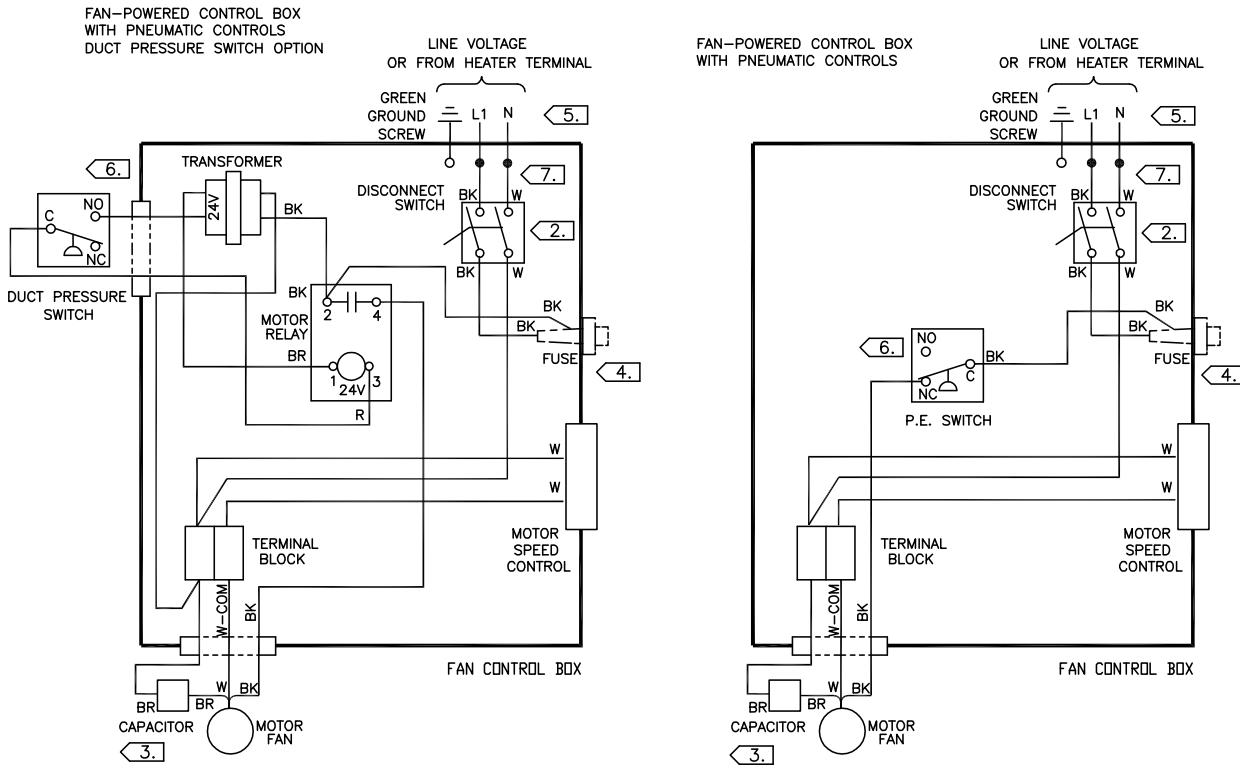 FAN-POWERED CONTROL BOX
WITH PNEUMATIC CONTROLS
DUCT PRESSURE SWITCH OPTION
LINE VOLTAGE
OR FROM HEATER TERMINAL
GREEN
GROUND
SCREW
L1
N
5.
6.
TRANSFORMER
7.
DISCONNECT
SWITCH
BK
W
24V
BK
NO
C
NC
2.
BK
W
DUCT PRESSURE
SWITCH
BK
2
4
MOTOR
RELAY
BK
BK
FUSE
4.
BR
1
3
24V
R
W
W
MOTOR
SPEED
CONTROL
TERMINAL
BLOCK
W-COM
BK
FAN CONTROL BOX
W
BK
BR
BR
CAPACITOR
MOTOR
FAN
3.
FAN-POWERED CONTROL BOX
WITH PNEUMATIC CONTROLS
LINE VOLTAGE
OR FROM HEATER TERMINAL
GREEN
GROUND
SCREW
L1
N
5.
7.
DISCONNECT
SWITCH
BK
W
2.
BK
W
BK
BK
FUSE
4.
6.
NO
BK
C
NC
P.E. SWITCH
W
W
MOTOR
SPEED
CONTROL
TERMINAL
BLOCK
W-COM
BK
FAN CONTROL BOX
W
BK
BR
BR
CAPACITOR
MOTOR
FAN
3.